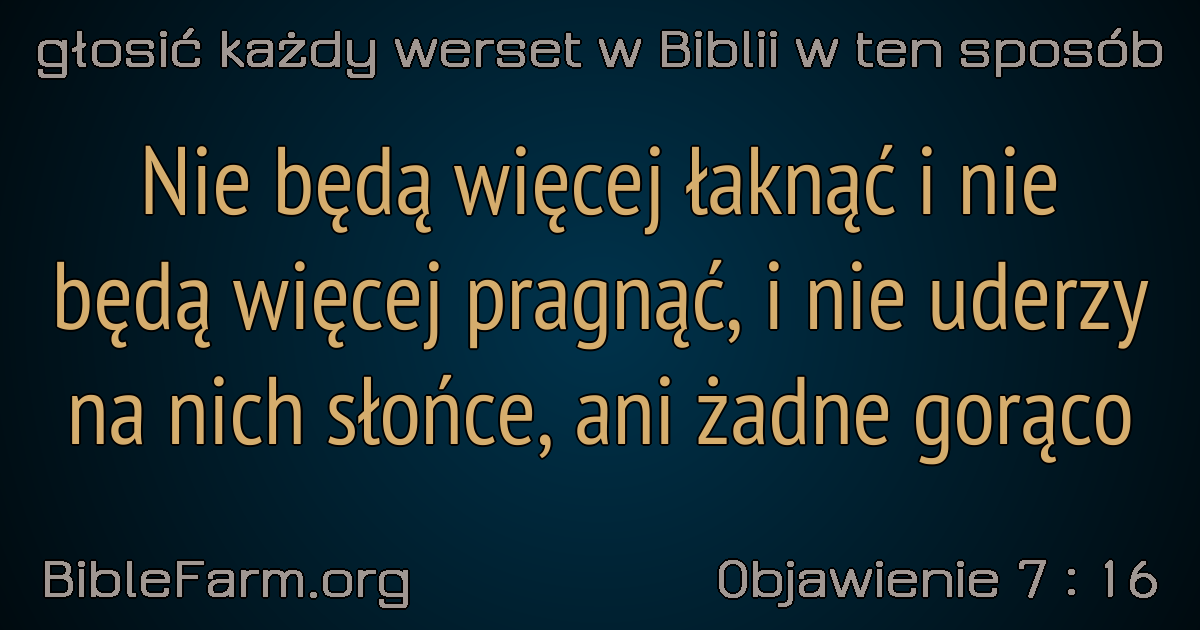 głosić każdy werset w Biblii w ten sposób
Nie będą więcej łaknąć i nie
będą więcej pragnąć, i nie uderzy
na nich słońce, ani żadne gorąco
BibleFarm.org
Objawienie 7 : 16